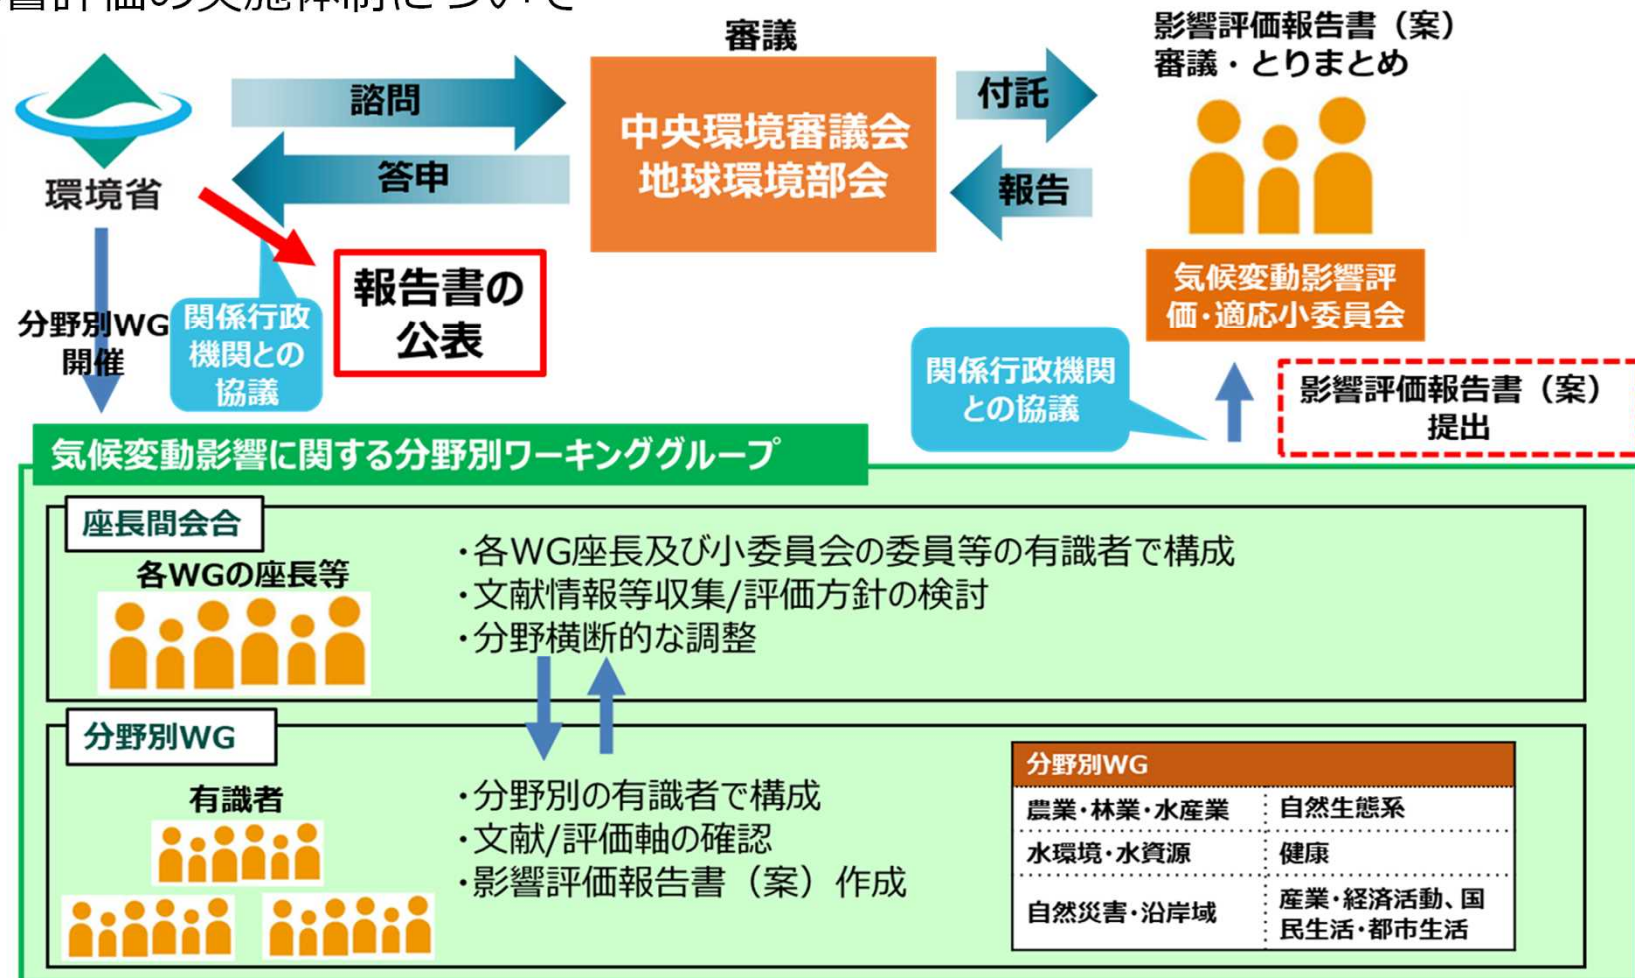 響評価の実施体制について
審議
影響評価報告書（案）
審議・とりまとめ
諮問
付託
中央環境審議会
地球環境部会
答申
報告
環境省
報告書の
公表
気候変動影響評
価・適応小委員会
分野別WG
開催
関係行政
機関との
協議
関係行政機関
との協議
影響評価報告書（案）
提出
気候変動影響に関する分野別ワーキンググループ
座長間会合
各WGの座長等
・各WG座長及び小委員会の委員等の有識者で構成
・文献情報等収集/評価方針の検討
・分野横断的な調整
分野別WG
有識者
・分野別の有識者で構成
・文献/評価軸の確認
・影響評価報告書（案）作成
分野別WG
農業・林業・水産業
自然生態系
水環境・水資源
健康
自然災害・沿岸域
産業・経済活動、国
民生活・都市生活